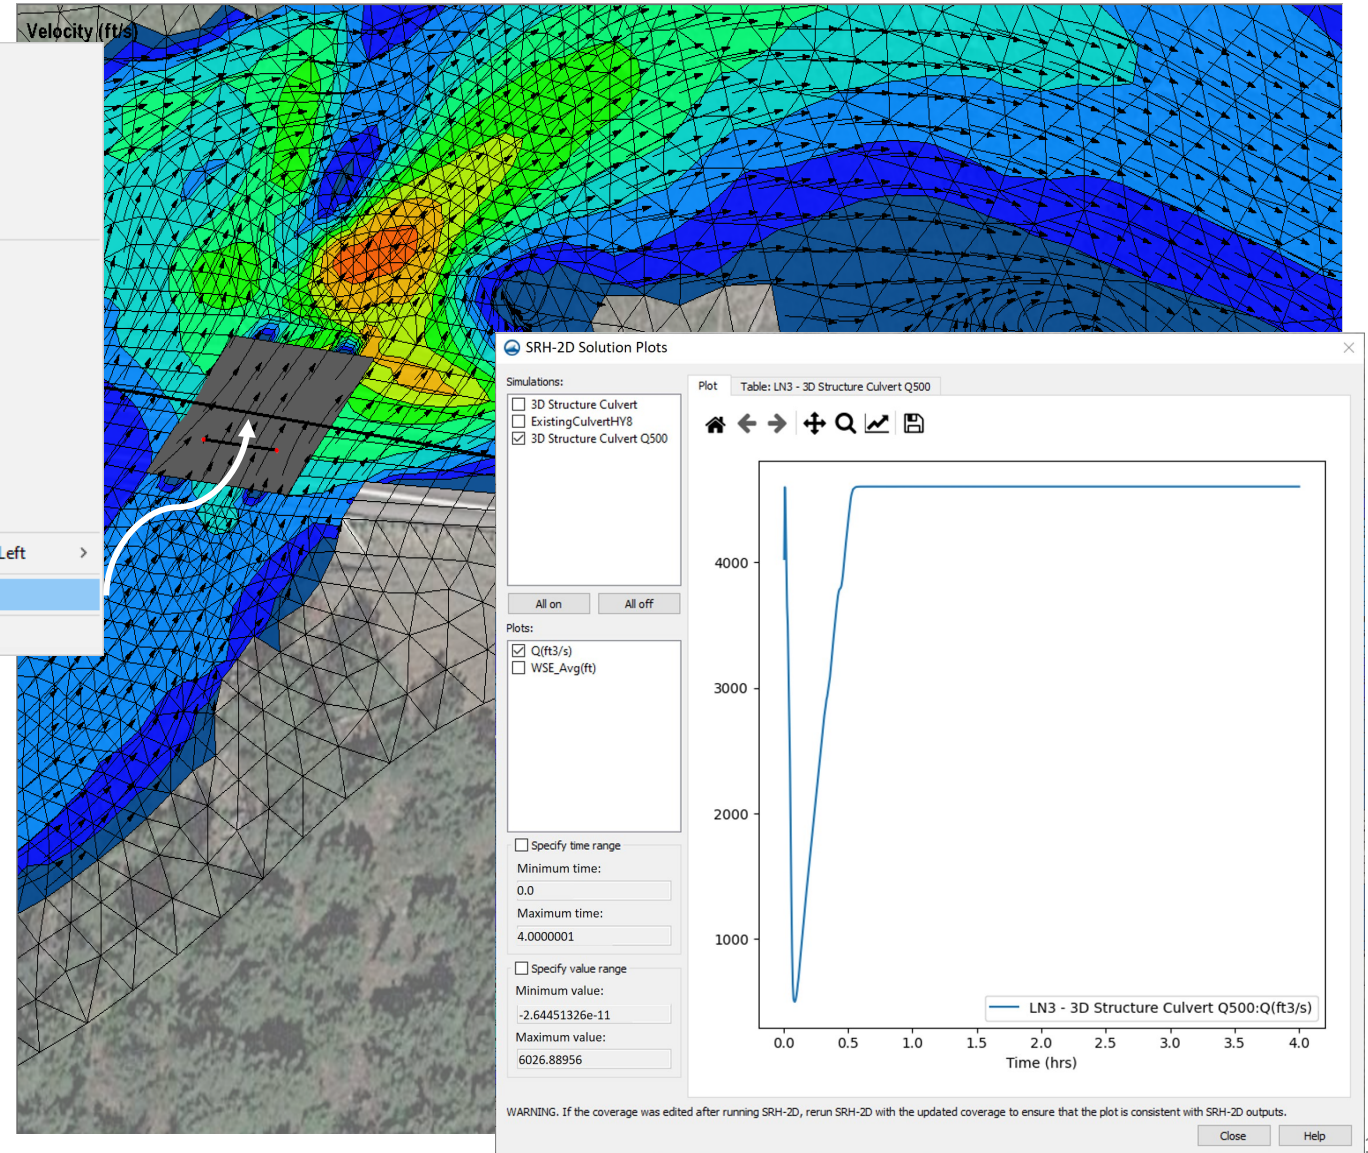 Velocity (ft/s)
Left
SRH-2D Solution Plots
Simulations:
3D Structure Culvert
ExistingCulvertHY8
3D Structure Culvert Q500
All on
All off
Plots:
Q(ft3/s)
WSE_Avg(ft)
Specify time range
Minimum time:
0.0
Maximum time:
4.0000001
Specify value range
Minimum value:
-2.64451326e-11
Maximum value:
6026.88956
Plot
Table: LN3 - 3D Structure Culvert Q500
4000
3000
2000
1000
LN3 - 3D Structure Culvert Q500:Q(ft3/s)
0.0 0.5 1.0 1.5 2.0 2.5 3.0 3.5 4.0
Time (hrs)
WARNING. If the coverage was edited after running SRH-2D, rerun SRH-2D with the updated coverage to ensure that the plot is consistent with SRH-2D outputs.
Close
Help